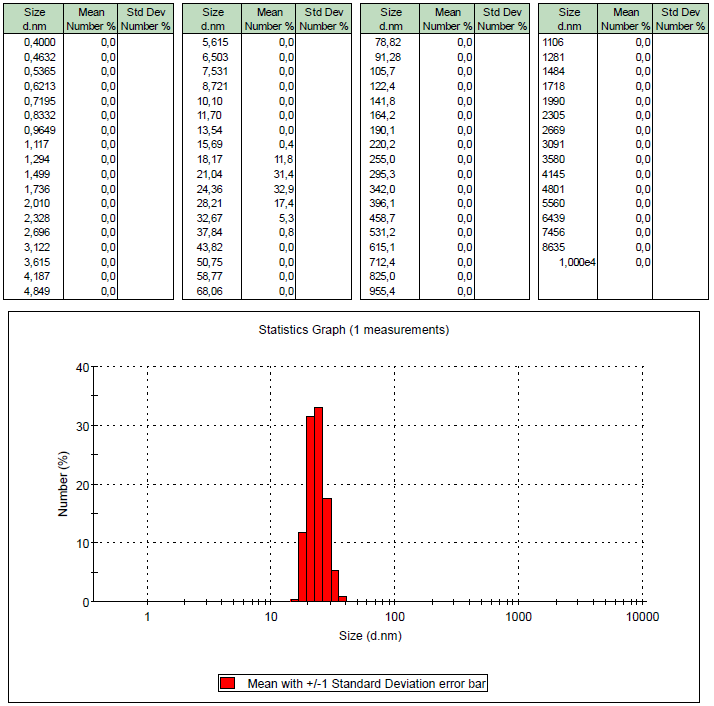 Size Mean Std Dev Size Mean Std Dev Size Mean Std Dev Size Mean Std Dev
d.nm Number % Number % d.nm Number % Number % d.nm Number % Number % d.nm Number % Number %
0,4000 0,0 5,615 0,0 78,82 0,0 1106 0,0
0,4632 0,0 6,503 0,0 91,28 0,0 1281 0,0
0,5365 0,0 7,531 0,0 105,7 0,0 1484 0,0
0,6213 0,0 8,721 0,0 122,4 0,0 1718 0,0
0,7195 0,0 10,10 0,0 141,8 0,0 1990 0,0
0,8332 0,0 11,70 0,0 164,2 0,0 2305 0,0
0,9649 0,0 13,54 0,0 190,1 0,0 2669 0,0
1,117 0,0 15,69 0,4 220,2 0,0 3091 0,0
1,294 0,0 18,17 11,8 255,0 0,0 3580 0,0
1,499 0,0 21,04 31,4 295,3 0,0 4145 0,0
1,736 0,0 24,36 32,9 342,0 0,0 4801 0,0
2,010 0,0 28,21 17,4 396,1 0,0 5560 0,0
2,328 0,0 32,67 5,3 458,7 0,0 6439 0,0
2,696 0,0 37,84 0,8 531,2 0,0 7456 0,0
3,122 0,0 43,82 0,0 615,1 0,0 8635 0,0
3,615 0,0 50,75 0,0 712,4 0,0 1,000e4 0,0
4,187 0,0 58,77 0,0 825,0 0,0
4,849 0,0 68,06 0,0 955,4 0,0
Statistics Graph (1 measurements)
40
30
20
10
0
Number (%)
1 10 100 1000 10000
Size (d.nm)
Mean with +/-1 Standard Deviation error bar